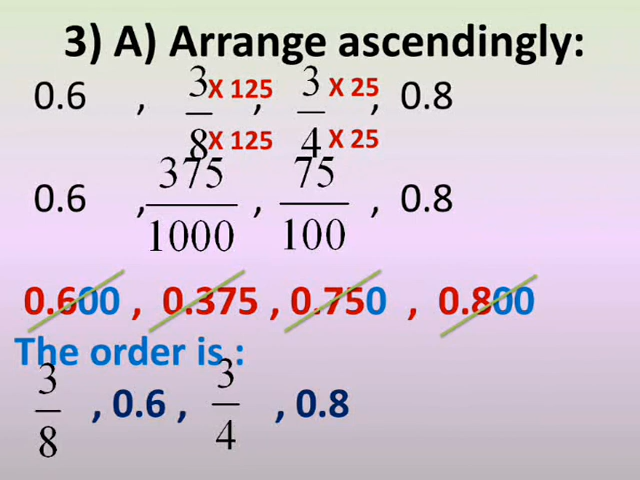 3) A) Arrange ascendingly:
0.6 , 3/8 X 125 / X 125 , 3/4 X 25 / X 25 , 0.8
0.6 , 375/1000 , 75/100 , 0.8
0.600 , 0.375 , 0.750 , 0.800
The order is :
3/8 , 0.6 , 3/4 , 0.8